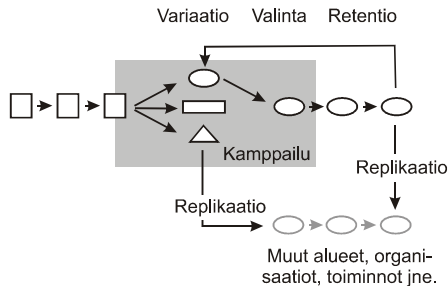 Variaatio Valinta Retentio
Kamppailu
Replikaatio
Replikaatio
Muut alueet, organi-
saatiot, toiminnot jne.